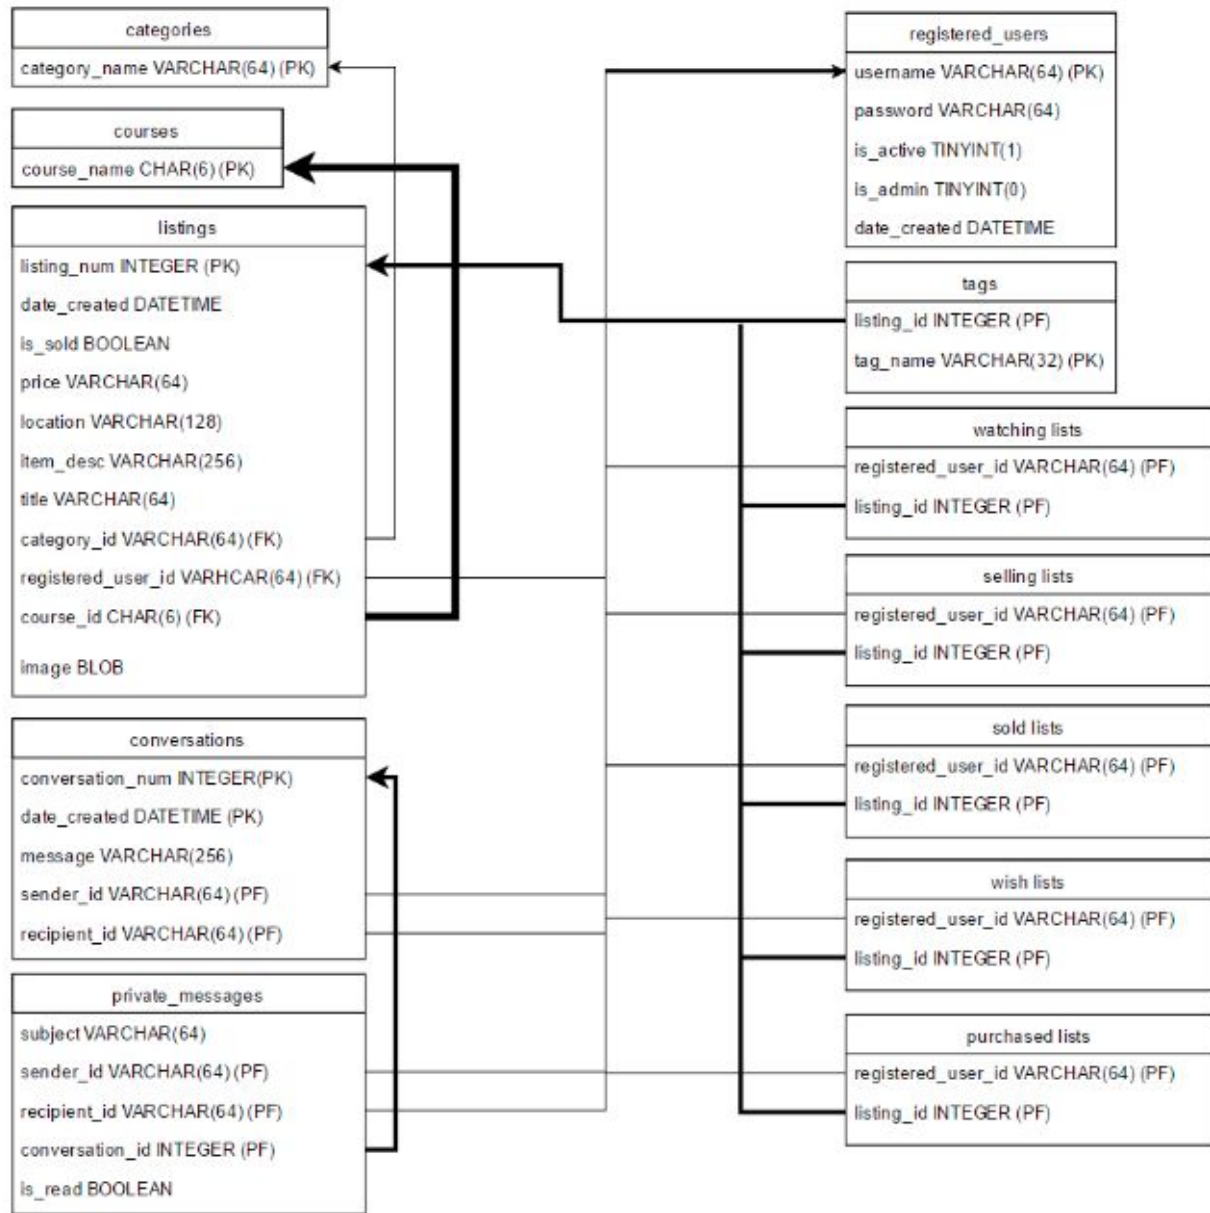 categories
category_name VARCHAR(64) (PK)
courses
course_name CHAR(6) (PK)
listings
listing_num INTEGER (PK)
date_created DATETIME
is_sold BOOLEAN
price VARCHAR(64)
location VARCHAR(128)
item_desc VARCHAR(256)
title VARCHAR(64)
category_id VARCHAR(64) (FK)
registered_user_id VARHCAR(64) (FK)
course_id CHAR(6) (FK)
image BLOB
conversations
conversation_num INTEGER(PK)
date_created DATETIME (PK)
message VARCHAR(256)
sender_id VARCHAR(64) (PF)
recipient_id VARCHAR(64) (PF)
private_messages
subject VARCHAR(64)
sender_id VARCHAR(64) (PF)
recipient_id VARCHAR(64) (PF)
conversation_id INTEGER (PF)
is_read BOOLEAN
registered_users
username VARCHAR(64) (PK)
password VARCHAR(64)
is_active TINYINT(1)
is_admin TINYINT(0)
date_created DATETIME
tags
listing_id INTEGER (PF)
tag_name VARCHAR(32) (PK)
watching lists
registered_user_id VARCHAR(64) (PF)
listing_id INTEGER (PF)
selling lists
registered_user_id VARCHAR(64) (PF)
listing_id INTEGER (PF)
sold lists
registered_user_id VARCHAR(64) (PF)
listing_id INTEGER (PF)
wish lists
registered_user_id VARCHAR(64) (PF)
listing_id INTEGER (PF)
purchased lists
registered_user_id VARCHAR(64) (PF)
listing_id INTEGER (PF)